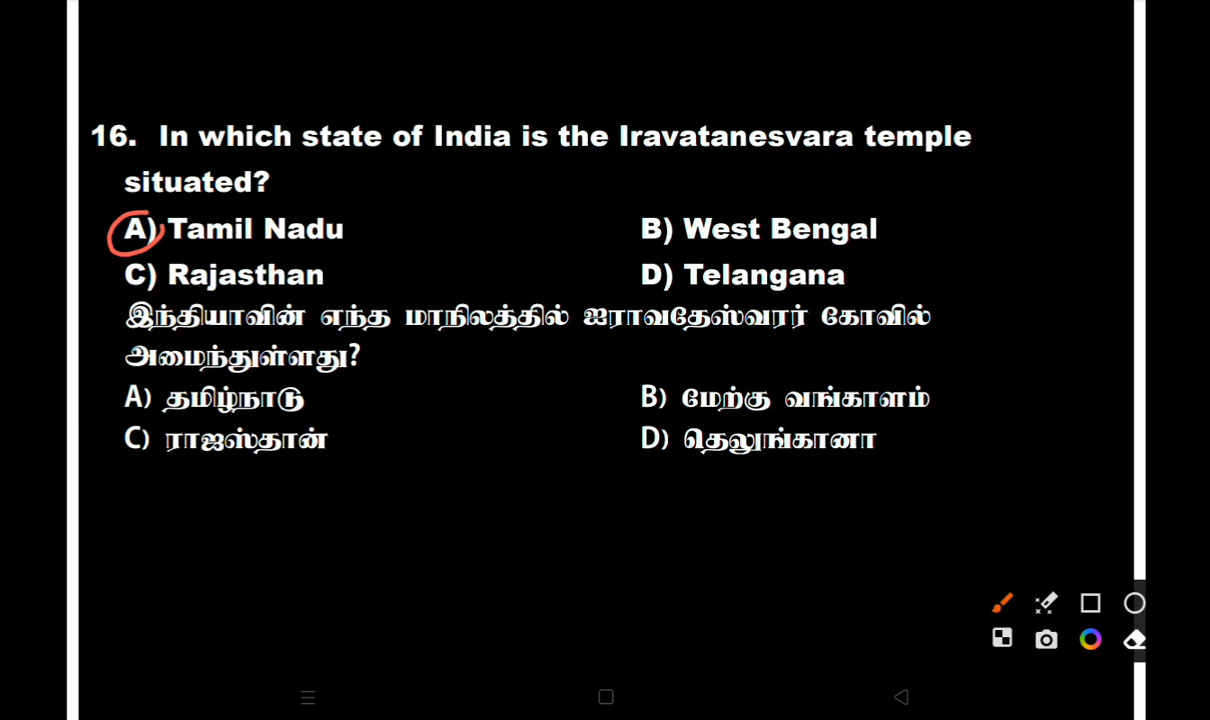 16. In which state of India is the Iravatanesvara temple
situated?
A) Tamil Nadu B) West Bengal
C) Rajasthan D) Telangana
இந்தியாவின் எந்த மாநிலத்தில் ஐராவதேஸ்வரர் கோவில்
அமைந்துள்ளது?
A) தமிழ்நாடு B) மேற்கு வங்காளம்
C) ராஜஸ்தான் D) தெலுங்கானா